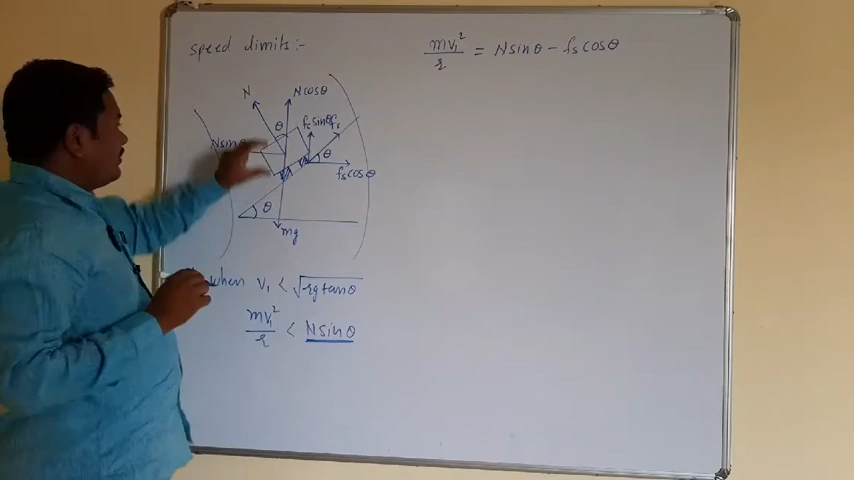 speed limits :-
mv₁²/r = N sinθ - fₛ cosθ
N
N cosθ
θ
fₛ sinθ
fₛ
N sinθ
θ
fₛ cosθ
θ
mg
when v₁ < √rg tanθ
mv₁²/r < N sinθ